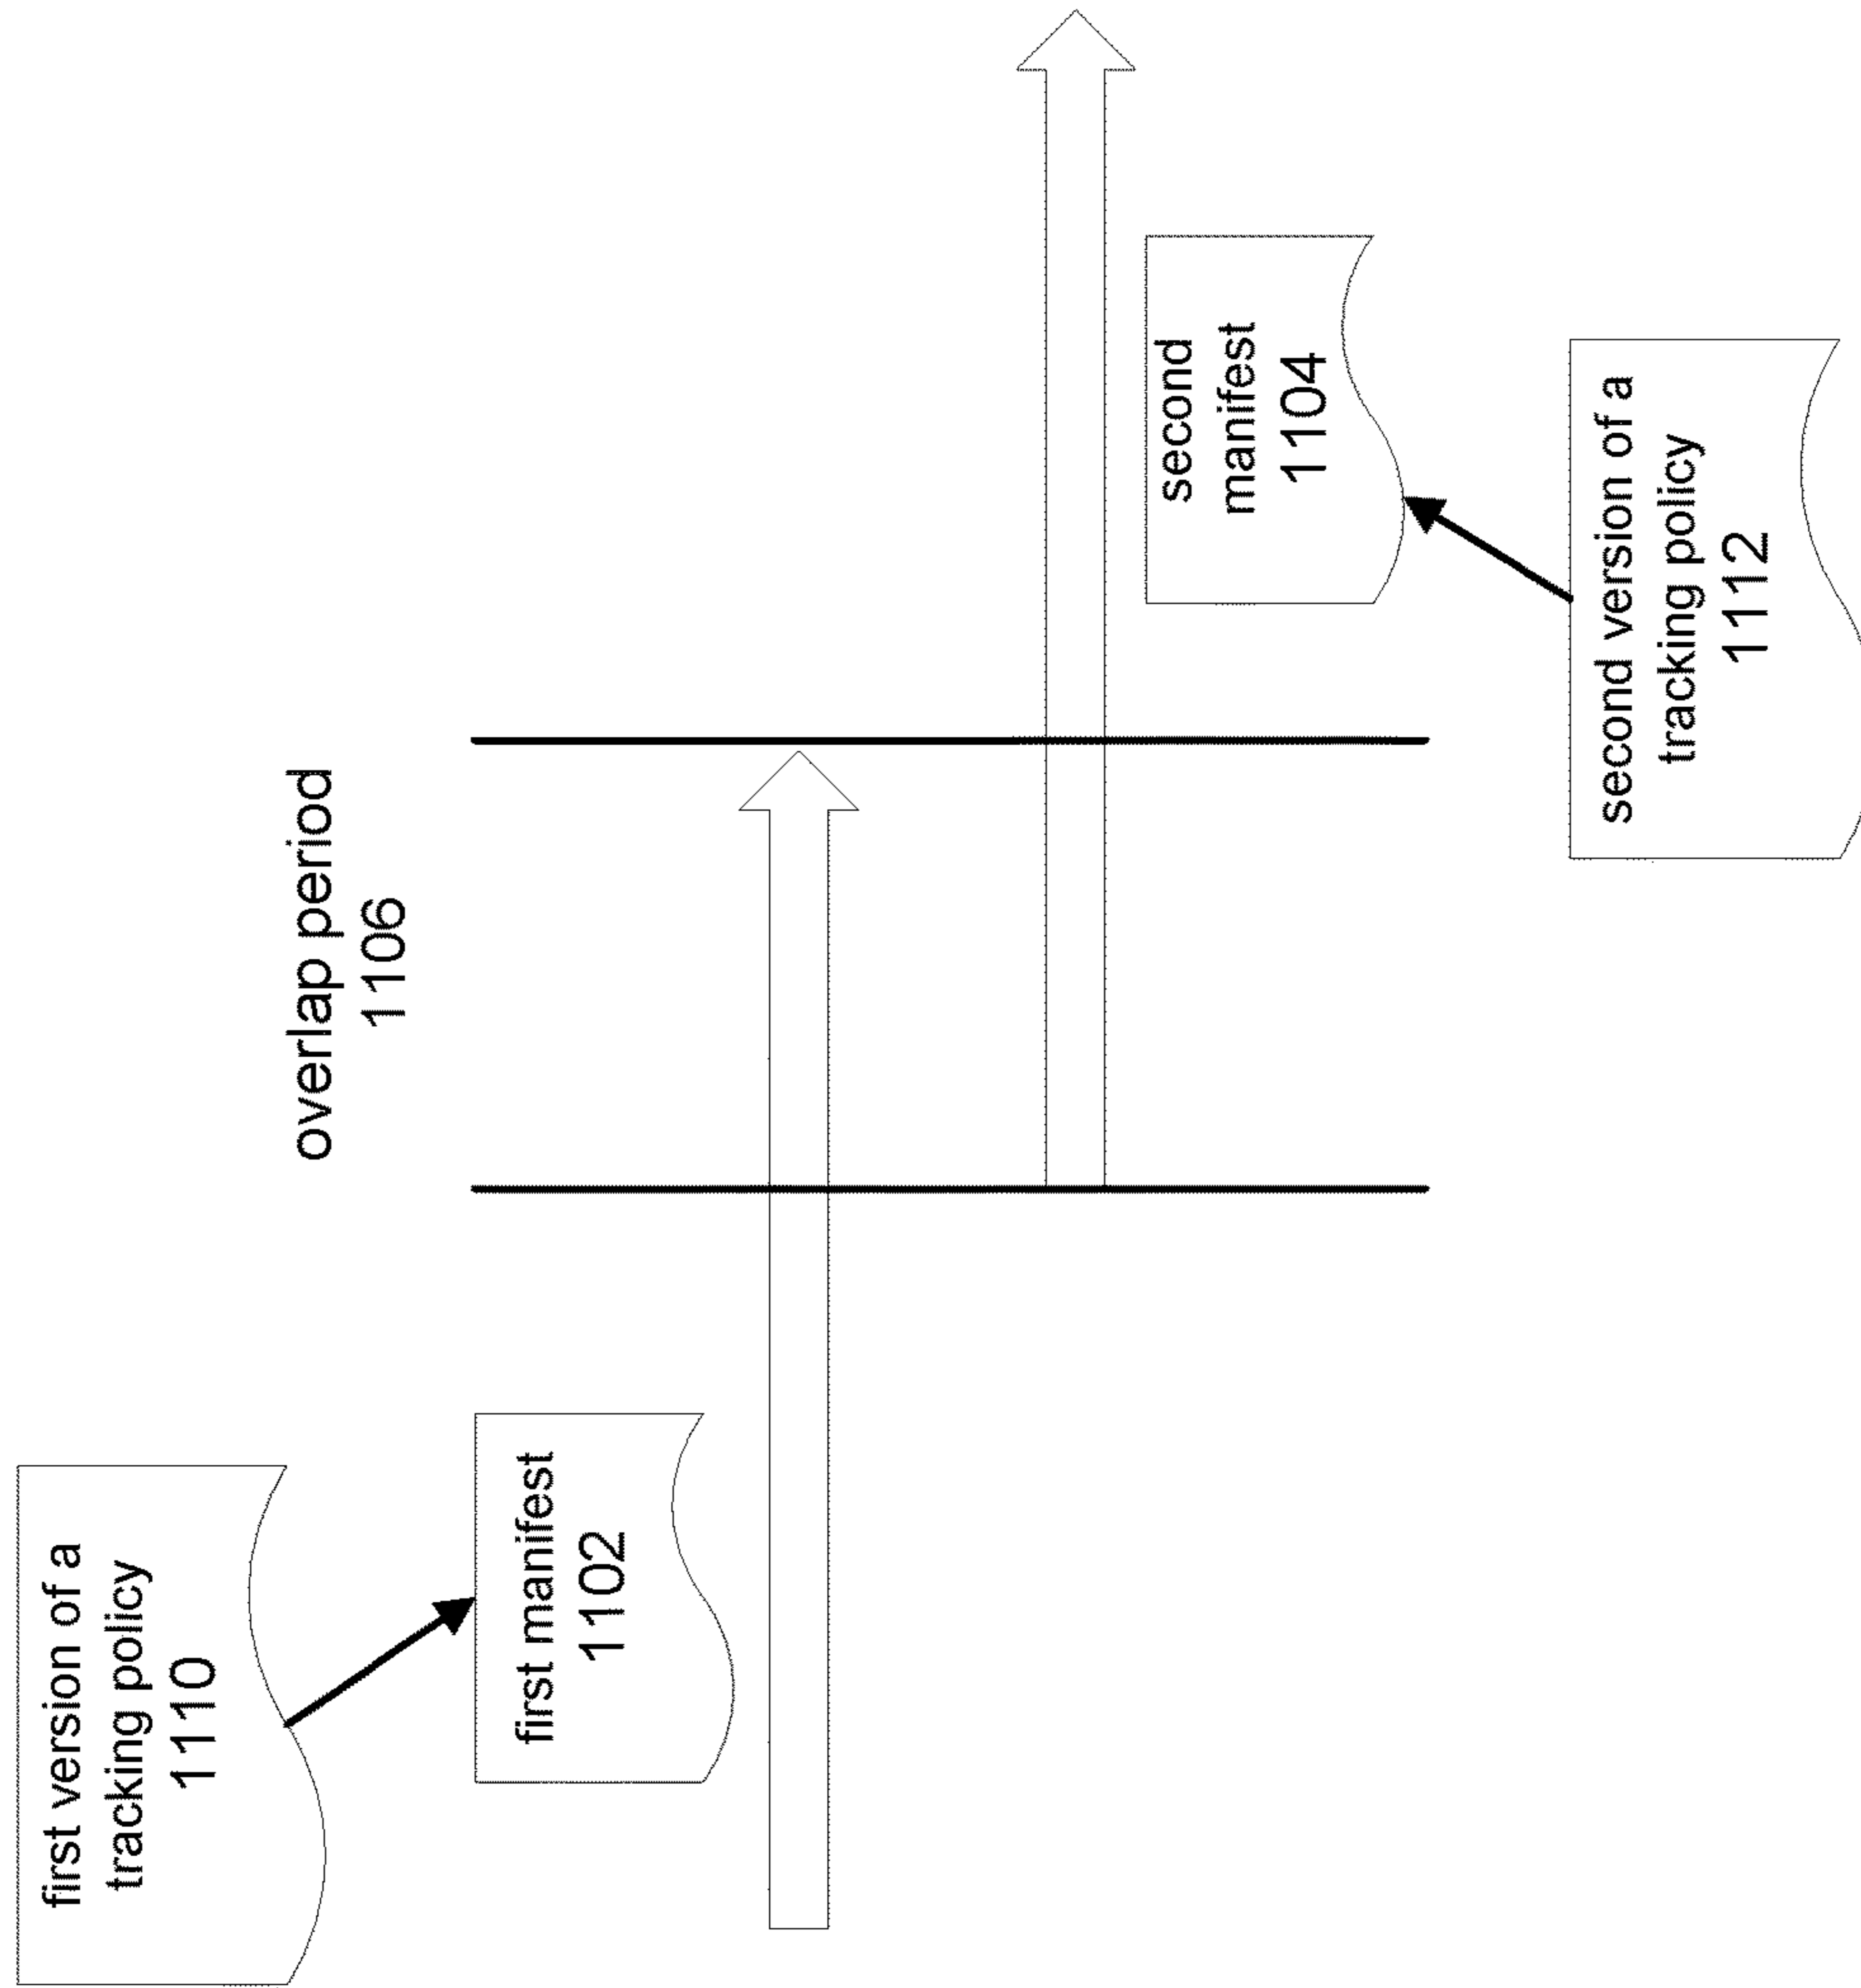 first version of a
tracking policy
1110
first manifest
1102
overlap period
1106
second
manifest
1104
second version of a
tracking policy
1112